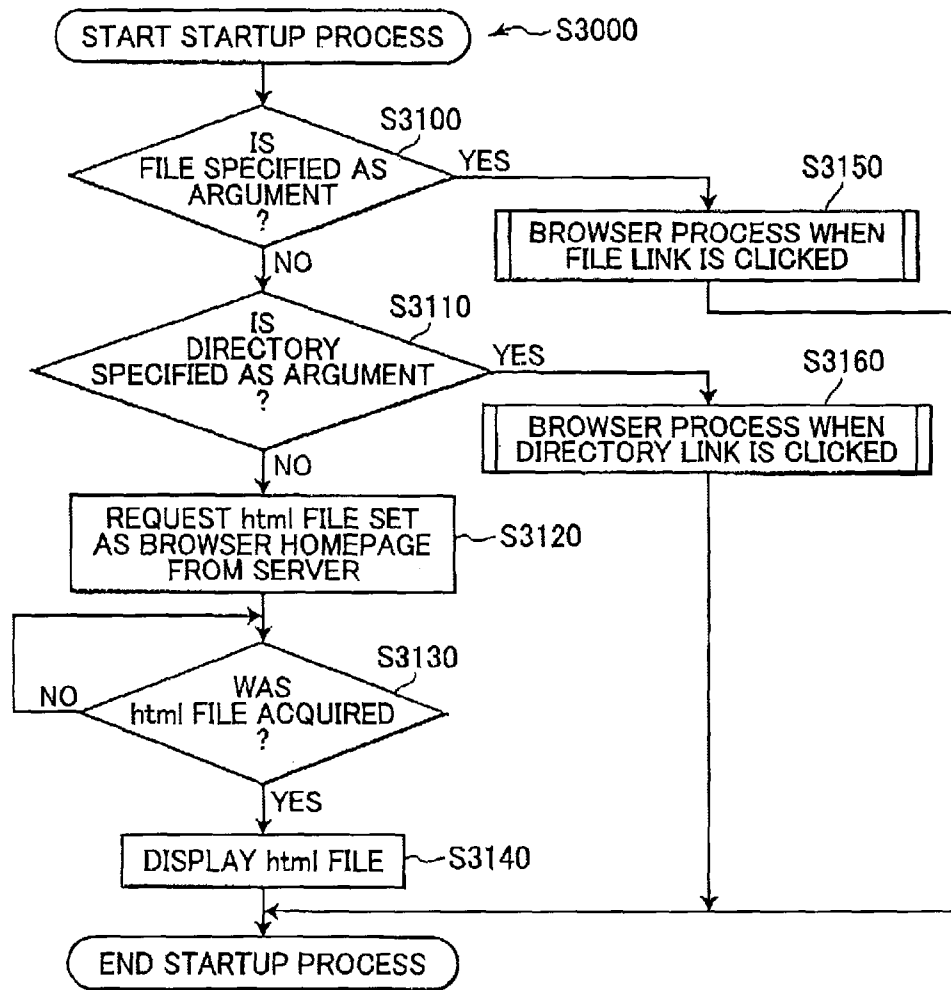 START STARTUP PROCESS
S3000
IS
FILE SPECIFIED AS
ARGUMENT
?
S3100
YES
NO
S3150
BROWSER PROCESS WHEN
FILE LINK IS CLICKED
IS
DIRECTORY
SPECIFIED AS ARGUMENT
?
S3110
YES
NO
S3160
BROWSER PROCESS WHEN
DIRECTORY LINK IS CLICKED
REQUEST html FILE SET
AS BROWSER HOMEPAGE
FROM SERVER
S3120
WAS
html FILE ACQUIRED
?
S3130
NO
YES
DISPLAY html FILE
S3140
END STARTUP PROCESS